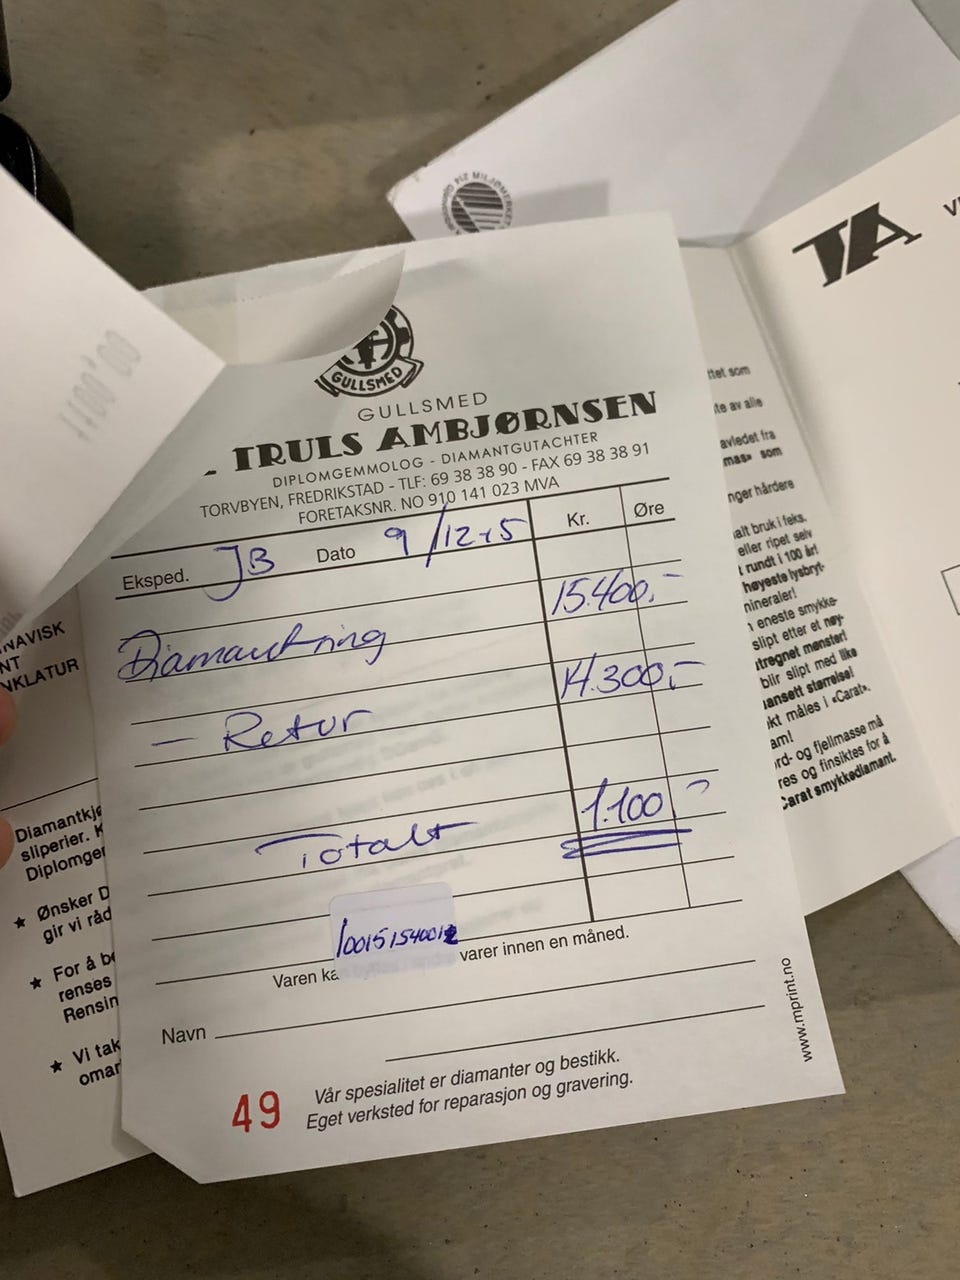 TA
GULLSMED
GULLSMED
TRULS AMBJØRNSEN
DIPLOMGEMMOLOG - DIAMANTGUTACHTER
TORVBYEN, FREDRIKSTAD - TLF: 69 38 38 90 - FAX 69 38 38 91
FORETAKSNR. NO 910 141 023 MVA
Eksped. JB Dato 9/12-15 Kr. Øre
Diamantring 15.400,-
- Retur 14.300,-
Totalt 1.100,-
Varen varer innen en måned.
Navn
49
Vår spesialitet er diamanter og bestikk.
Eget verksted for reparasjon og gravering.
www.mprint.no
NAVISK
NT
NKLATUR
Diamantkj
sliperier. K
Diplomge
★ Ønsker D
gir vi råd
★ For å be
renses
Rensin
★ Vi tak
omar
ttet som
te av alle
avledet fra
mas» som
nger hårdere
alt bruk i f.eks.
eller ripet selv
t rundt i 100 år!
høyeste lysbryt-
mineraler!
eneste smykke-
slipt etter et nøy-
tregnet mønster!
blir slipt med like
ansett størrelse!
kt måles i «Carat».
am!
rd- og fjellmasse må
res og finsiktes for å
Carat smykkediamant.